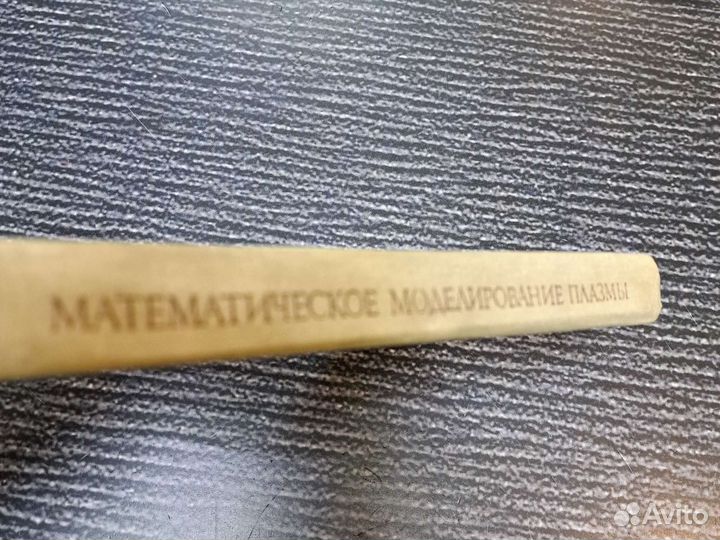 МАТЕМАТИЧЕСКОЕ МОДЕЛИРОВАНИЕ ПЛАЗМЫ
Avito